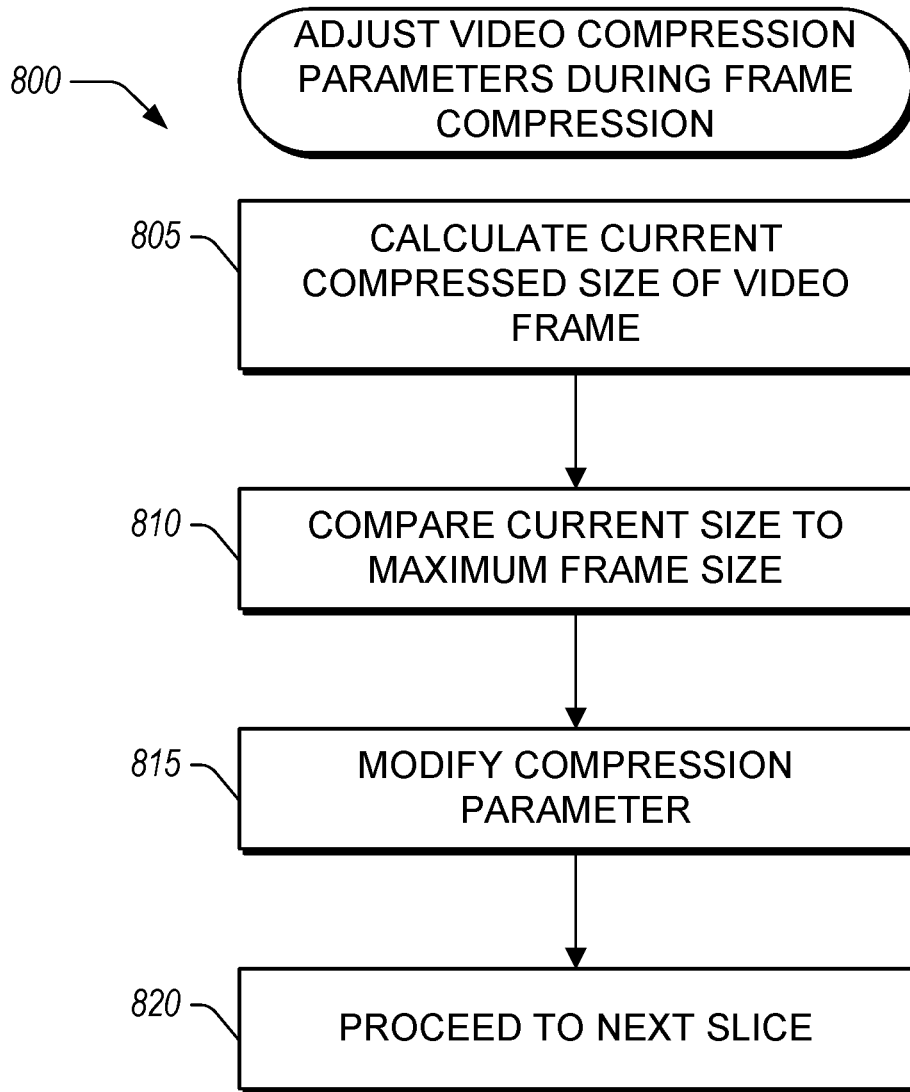 800
ADJUST VIDEO COMPRESSION
PARAMETERS DURING FRAME
COMPRESSION
805
CALCULATE CURRENT
COMPRESSED SIZE OF VIDEO
FRAME
810
COMPARE CURRENT SIZE TO
MAXIMUM FRAME SIZE
815
MODIFY COMPRESSION
PARAMETER
820
PROCEED TO NEXT SLICE